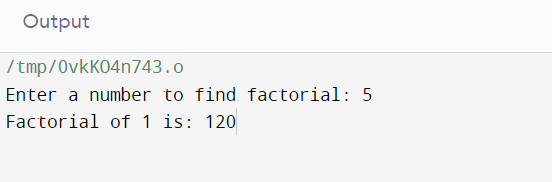 Output
/tmp/0vkKO4n743.o
Enter a number to find factorial: 5
Factorial of 1 is: 120